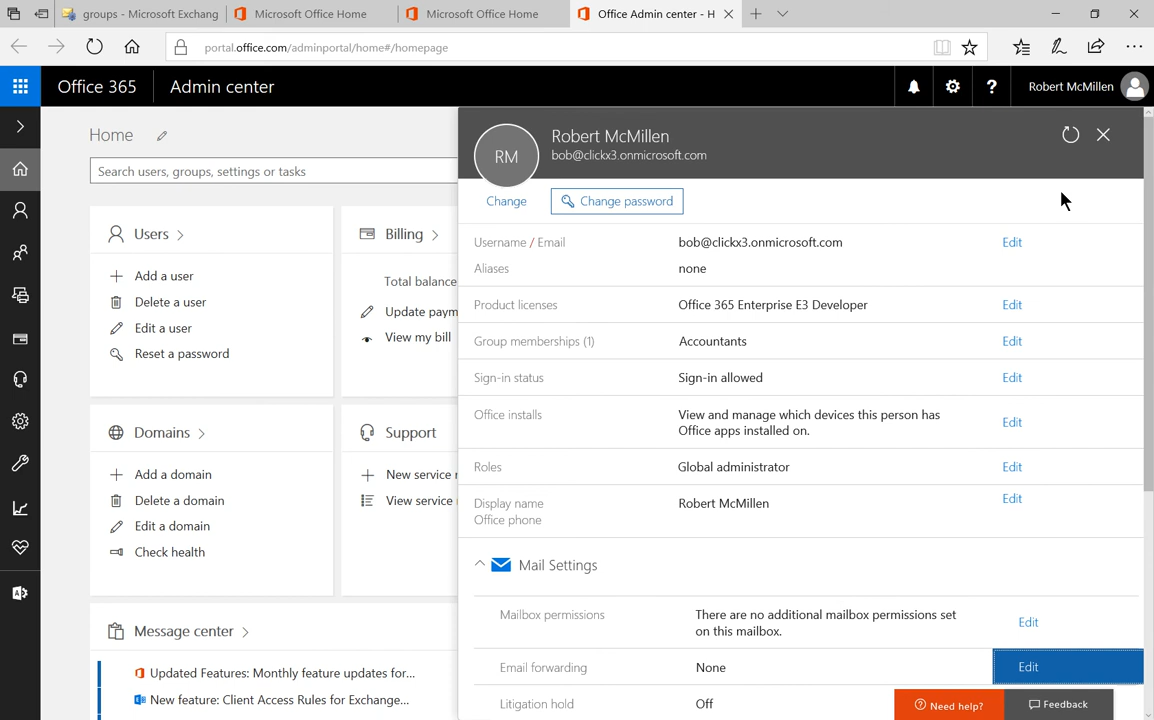 groups - Microsoft Exchang
Microsoft Office Home
Microsoft Office Home
Office Admin center - H
portal.office.com/adminportal/home#/homepage
Office 365
Admin center
?
Robert McMillen
Home
Search users, groups, settings or tasks
Users
Add a user
Delete a user
Edit a user
Reset a password
Billing
Total balance
Update paym
View my bill
Domains
Add a domain
Delete a domain
Edit a domain
Check health
Support
New service r
View service
Message center
Updated Features: Monthly feature updates for...
New feature: Client Access Rules for Exchange...
RM
Robert McMillen
bob@clickx3.onmicrosoft.com
Change
Change password
Username / Email bob@clickx3.onmicrosoft.com Edit
Aliases none
Product licenses Office 365 Enterprise E3 Developer Edit
Group memberships (1) Accountants Edit
Sign-in status Sign-in allowed Edit
Office installs View and manage which devices this person has
Office apps installed on. Edit
Roles Global administrator Edit
Display name Robert McMillen Edit
Office phone
Mail Settings
Mailbox permissions There are no additional mailbox permissions set
on this mailbox. Edit
Email forwarding None Edit
Litigation hold Off
Need help?
Feedback